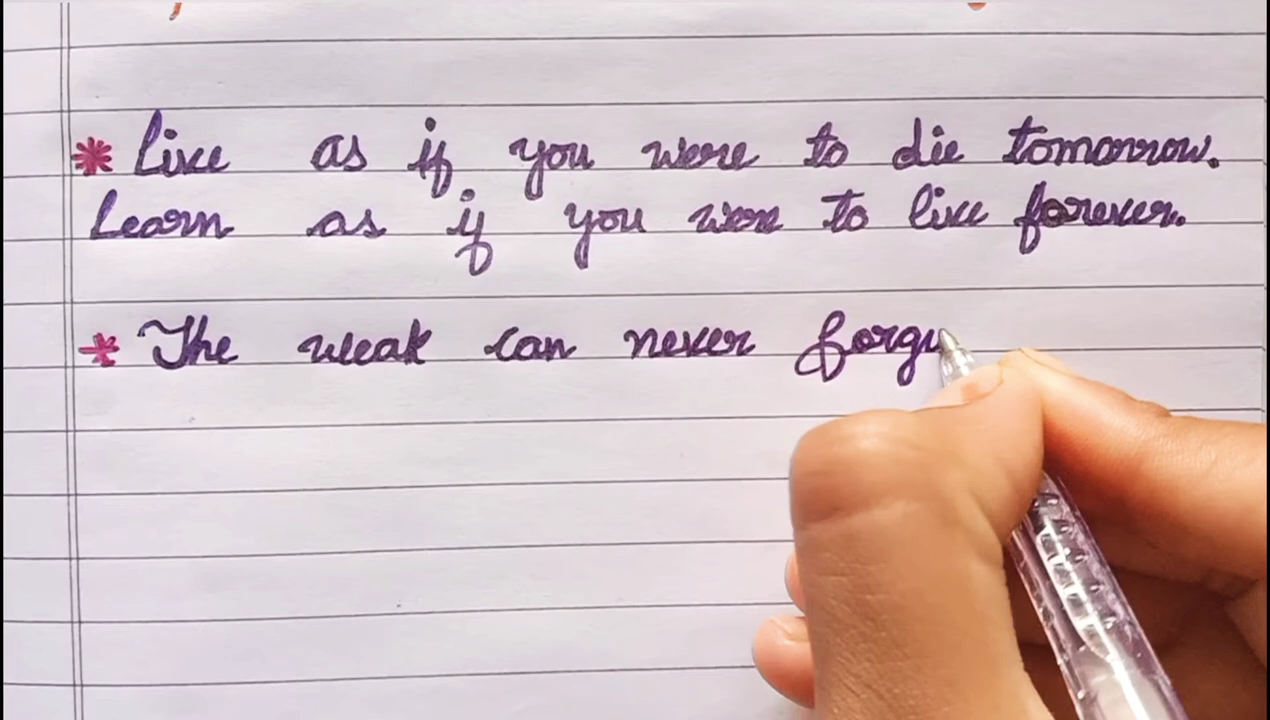 * Live as if you were to die tomorrow.
Learn as if you were to live forever.
* The weak can never forgi